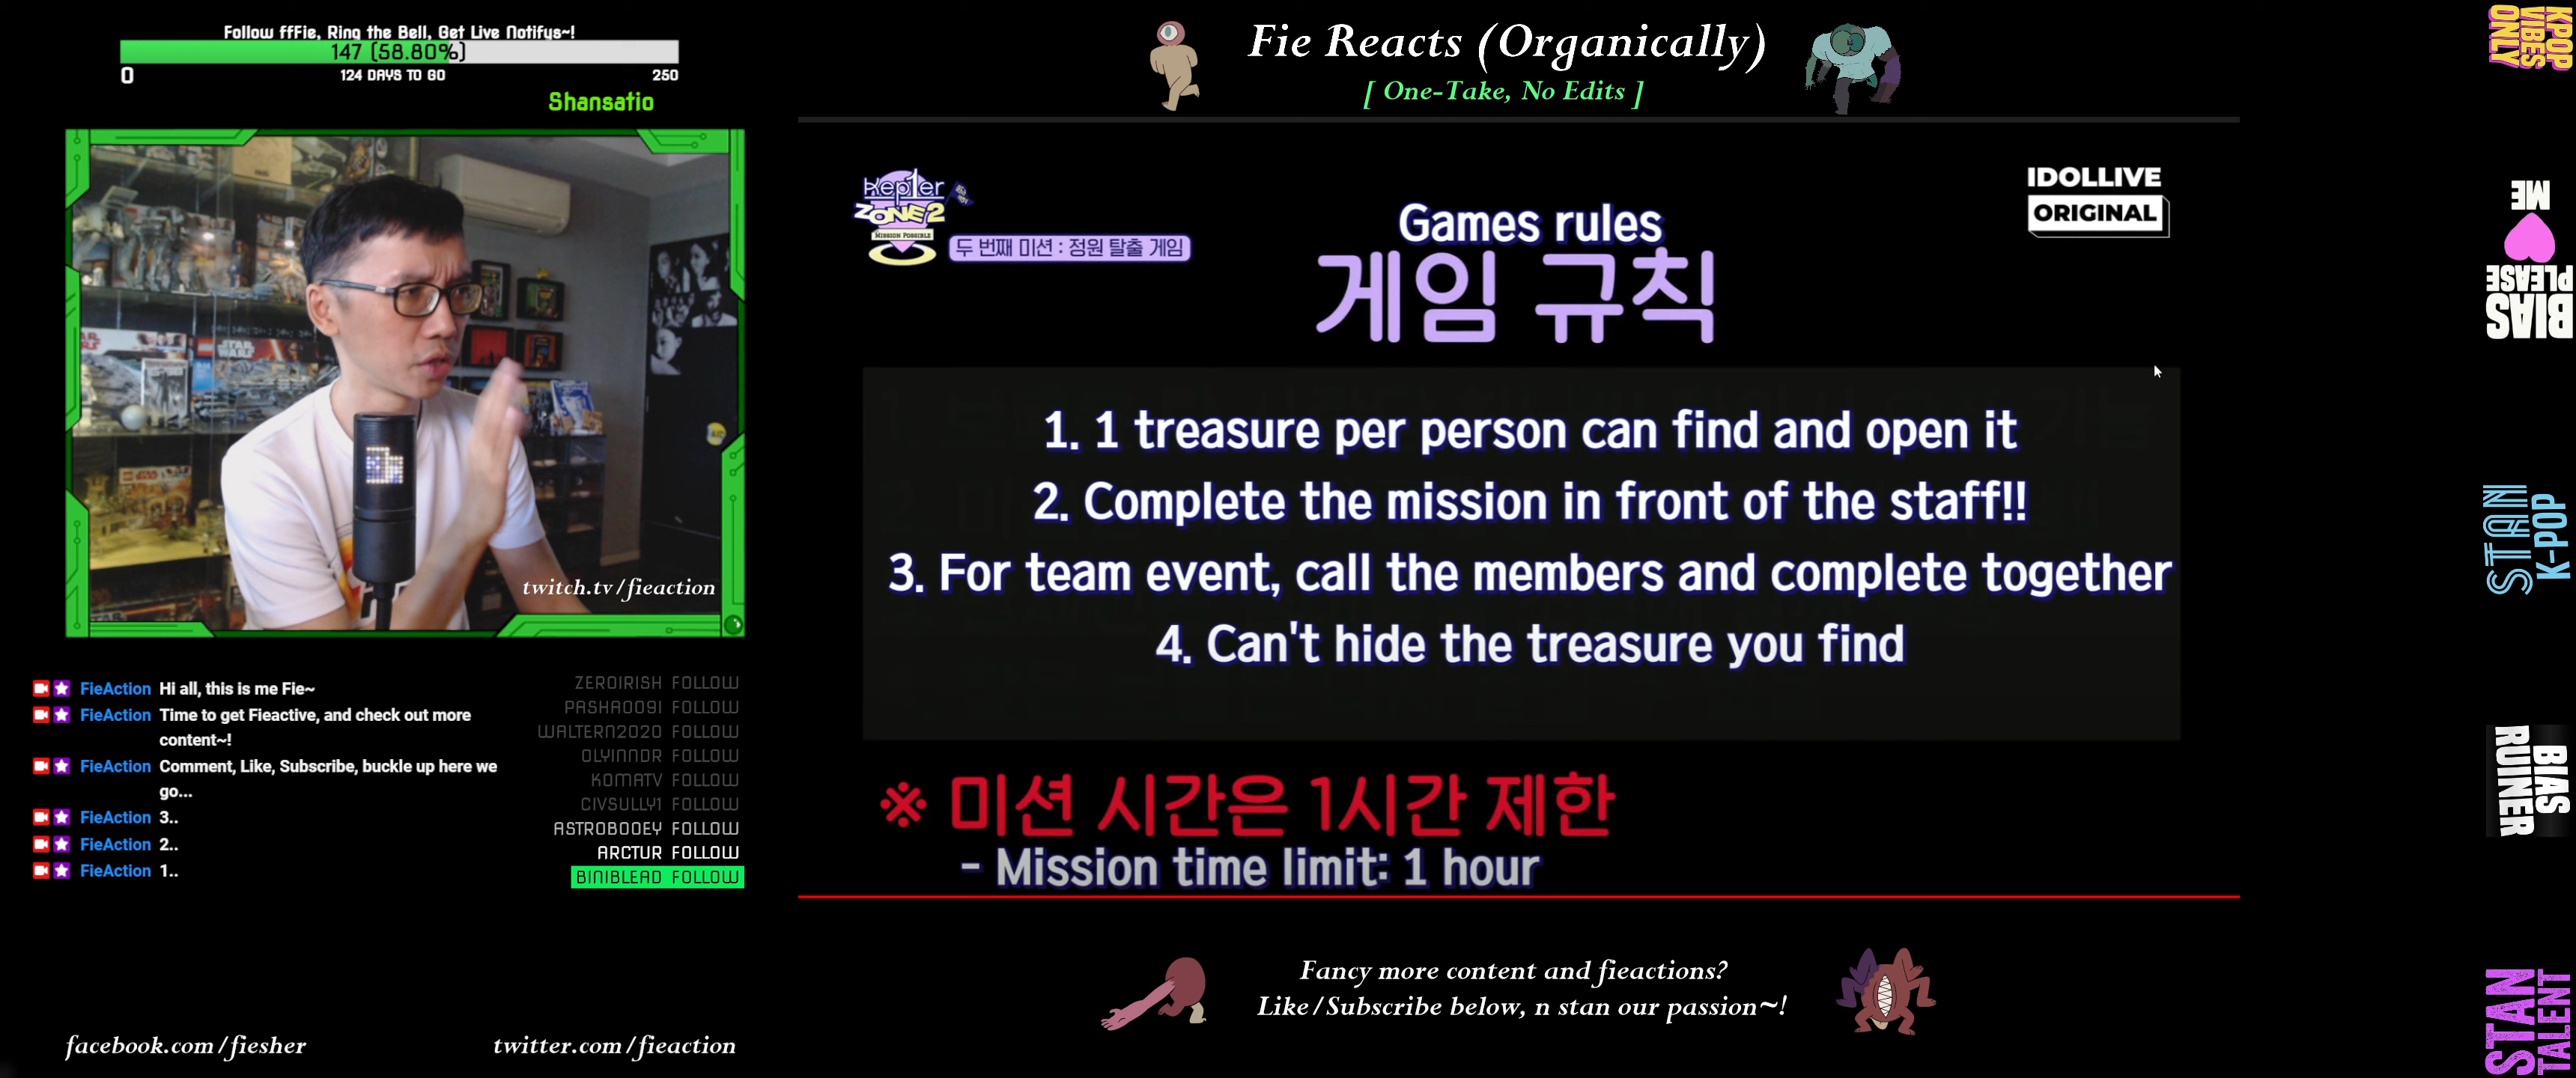 Follow ffFie, Ring the Bell, Get Live Notifys~!
147 (58.80%)
0
124 DAYS TO GO
250
Shansatio
STAR WARS
twitch.tv/fieaction
FieAction Hi all, this is me Fie~
FieAction Time to get Fieactive, and check out more
content~!
FieAction Comment, Like, Subscribe, buckle up here we
go...
FieAction 3..
FieAction 2..
FieAction 1..
ZEROIRISH FOLLOW
PASHA0091 FOLLOW
WALTERN2020 FOLLOW
OLYINNDR FOLLOW
KOMATV FOLLOW
CIVSULLY1 FOLLOW
ASTROBOOEY FOLLOW
ARCTUR FOLLOW
BINIBLEAD FOLLOW
facebook.com/fiesher
twitter.com/fieaction
Fie Reacts (Organically)
[ One-Take, No Edits ]
Kep1er
ZONE2
MISSION POSSIBLE
두 번째 미션 : 정원 탈출 게임
IDOLLIVE
ORIGINAL
Games rules
게임 규칙
1. 1 treasure per person can find and open it
2. Complete the mission in front of the staff!!
3. For team event, call the members and complete together
4. Can't hide the treasure you find
※ 미션 시간은 1시간 제한
- Mission time limit: 1 hour
Fancy more content and fieactions?
Like/Subscribe below, n stan our passion~!
KPOP
VIBES
ONLY
BIAS
PLEASE
ME
STAN
K-POP
BIAS
RUINER
STAN
TALENT